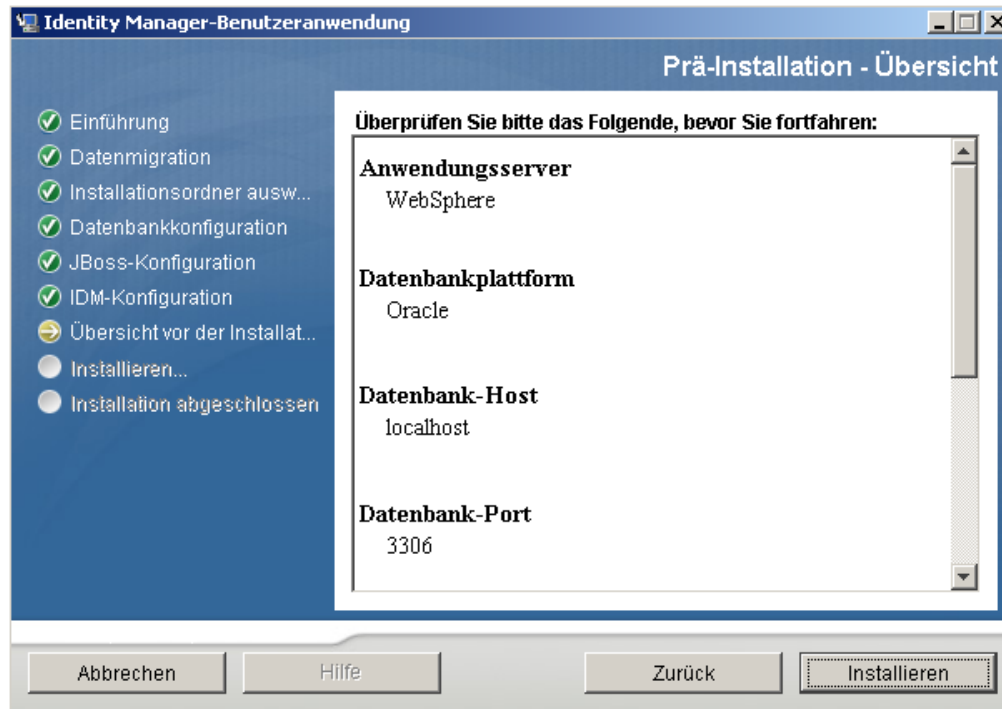 Identity Manager-Benutzeranwendung
Prä-Installation - Übersicht
Einführung
Datenmigration
Installationsordner ausw...
Datenbankkonfiguration
JBoss-Konfiguration
IDM-Konfiguration
Übersicht vor der Installat...
Installieren...
Installation abgeschlossen
Überprüfen Sie bitte das Folgende, bevor Sie fortfahren:
Anwendungsserver
WebSphere
Datenbankplattform
Oracle
Datenbank-Host
localhost
Datenbank-Port
3306
Abbrechen
Hilfe
Zurück
Installieren